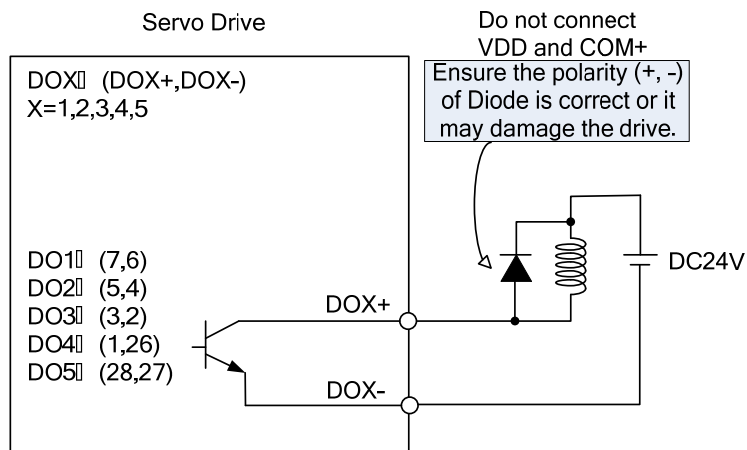 Servo Drive
Do not connect
VDD and COM+
Ensure the polarity (+, -)
of Diode is correct or it
may damage the drive.
DOX▯ (DOX+,DOX-)
X=1,2,3,4,5
DO1▯ (7,6)
DO2▯ (5,4)
DO3▯ (3,2)
DO4▯ (1,26)
DO5▯ (28,27)
DOX+
DOX-
DC24V